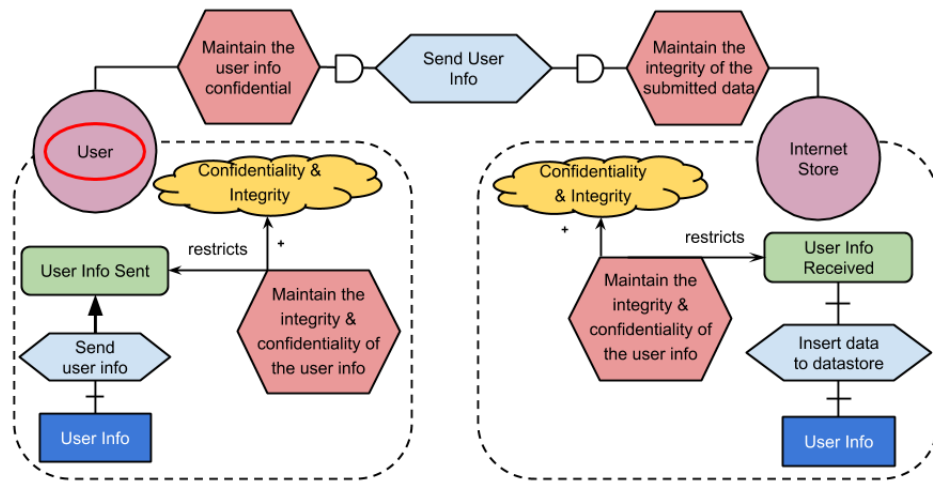 Maintain the
user info
confidential
Send User
Info
Maintain the
integrity of the
submitted data
User
Confidentiality &
Integrity
restricts
+
User Info Sent
Maintain the
integrity &
confidentiality of
the user info
Send
user info
User Info
Internet
Store
Confidentiality
& Integrity
+
restricts
User Info
Received
Maintain the
integrity &
confidentiality of
the user info
Insert data
to datastore
User Info